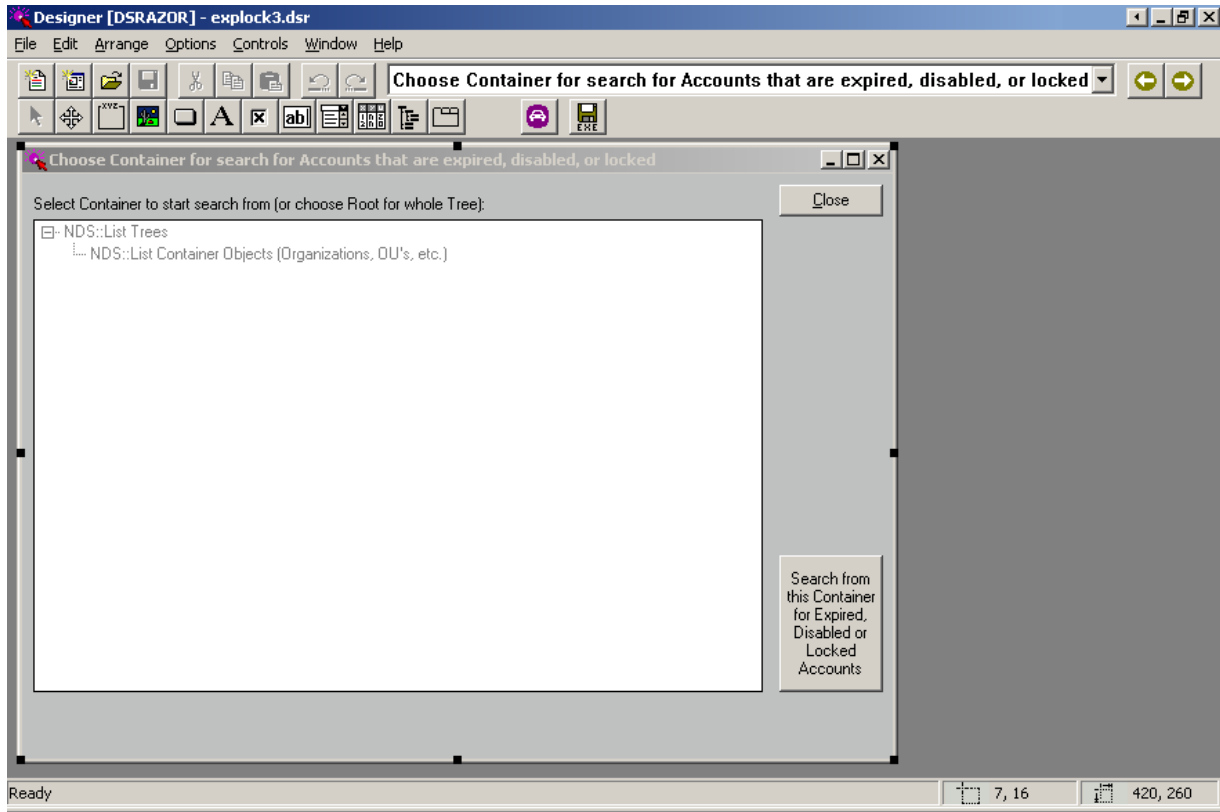 Designer [DSRAZOR] - explock3.dsr
File Edit Arrange Options Controls Window Help
Choose Container for search for Accounts that are expired, disabled, or locked
XYZ
A
ab
EXE
Choose Container for search for Accounts that are expired, disabled, or locked
Select Container to start search from (or choose Root for whole Tree):
Close
NDS::List Trees
NDS::List Container Objects (Organizations, OU's, etc.)
Search from
this Container
for Expired,
Disabled or
Locked
Accounts
Ready
7, 16
420, 260